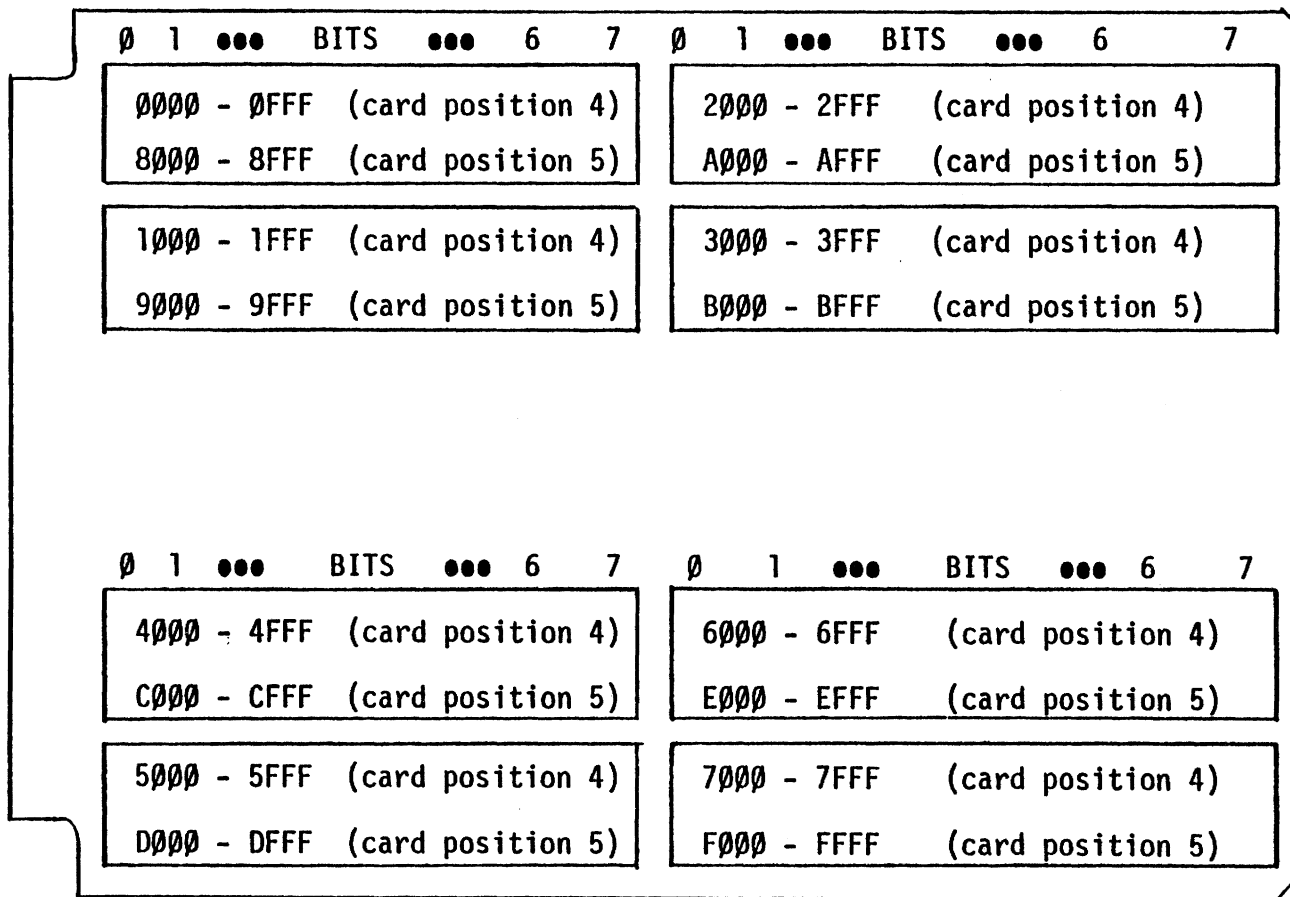 Ø 1 ●●● BITS ●●● 6 7 Ø 1 ●●● BITS ●●● 6 7
0000 - ØFFF (card position 4) 2000 - 2FFF (card position 4)
8000 - 8FFF (card position 5) AØØØ - AFFF (card position 5)
1000 - 1FFF (card position 4) 3ØØØ - 3FFF (card position 4)
9ØØØ - 9FFF (card position 5) BØØØ - BFFF (card position 5)
Ø 1 ●●● BITS ●●● 6 7 Ø 1 ●●● BITS ●●● 6 7
4ØØØ - 4FFF (card position 4) 6ØØØ - 6FFF (card position 4)
CØØØ - CFFF (card position 5) EØØØ - EFFF (card position 5)
5ØØØ - 5FFF (card position 4) 7ØØØ - 7FFF (card position 4)
DØØØ - DFFF (card position 5) FØØØ - FFFF (card position 5)